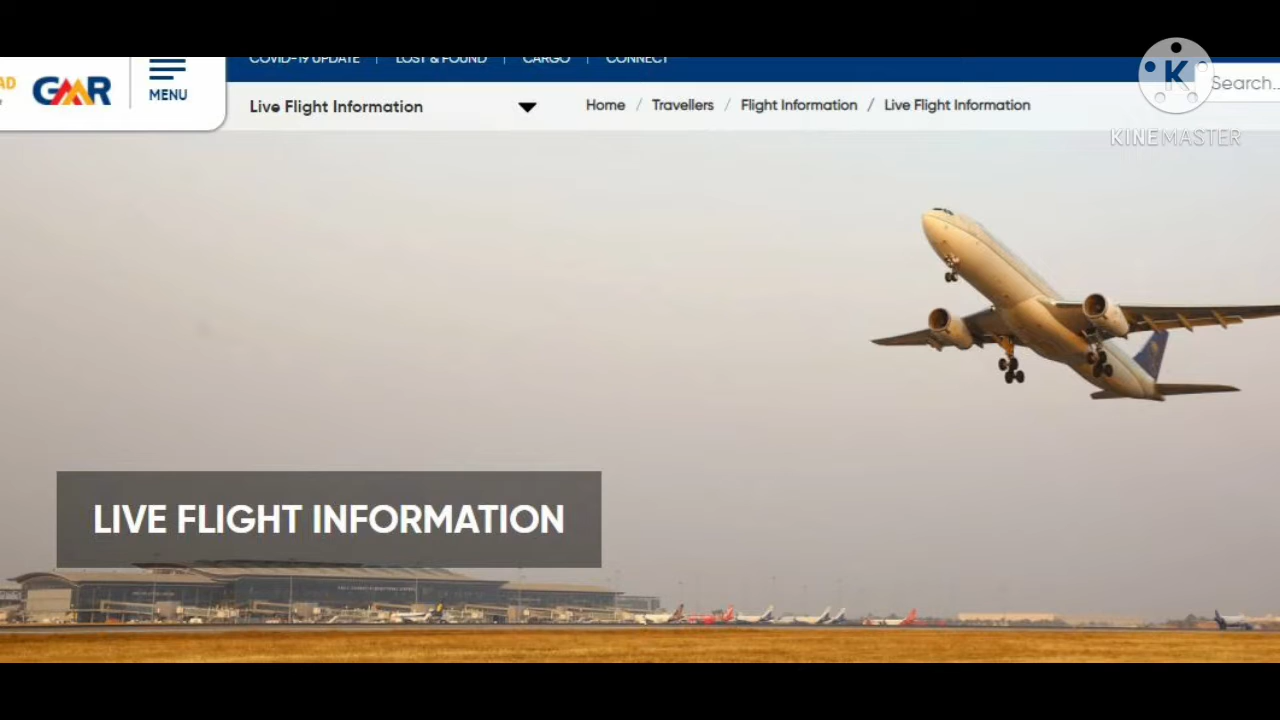 COVID-19 UPDATE | LOST & FOUND | CARGO | CONNECT
AD
GMR
MENU
Live Flight Information
Home / Travellers / Flight Information / Live Flight Information
Search...
KINEMASTER
LIVE FLIGHT INFORMATION